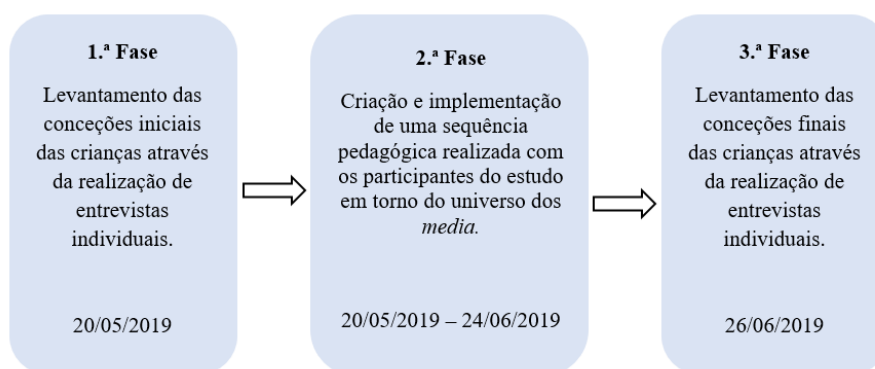 1.ª Fase
Levantamento das
conceções iniciais
das crianças através
da realização de
entrevistas
individuais.
20/05/2019
2.ª Fase
Criação e implementação
de uma sequência
pedagógica realizada com
os participantes do estudo
em torno do universo dos
media.
20/05/2019 – 24/06/2019
3.ª Fase
Levantamento das
conceções finais
das crianças através
da realização de
entrevistas
individuais.
26/06/2019